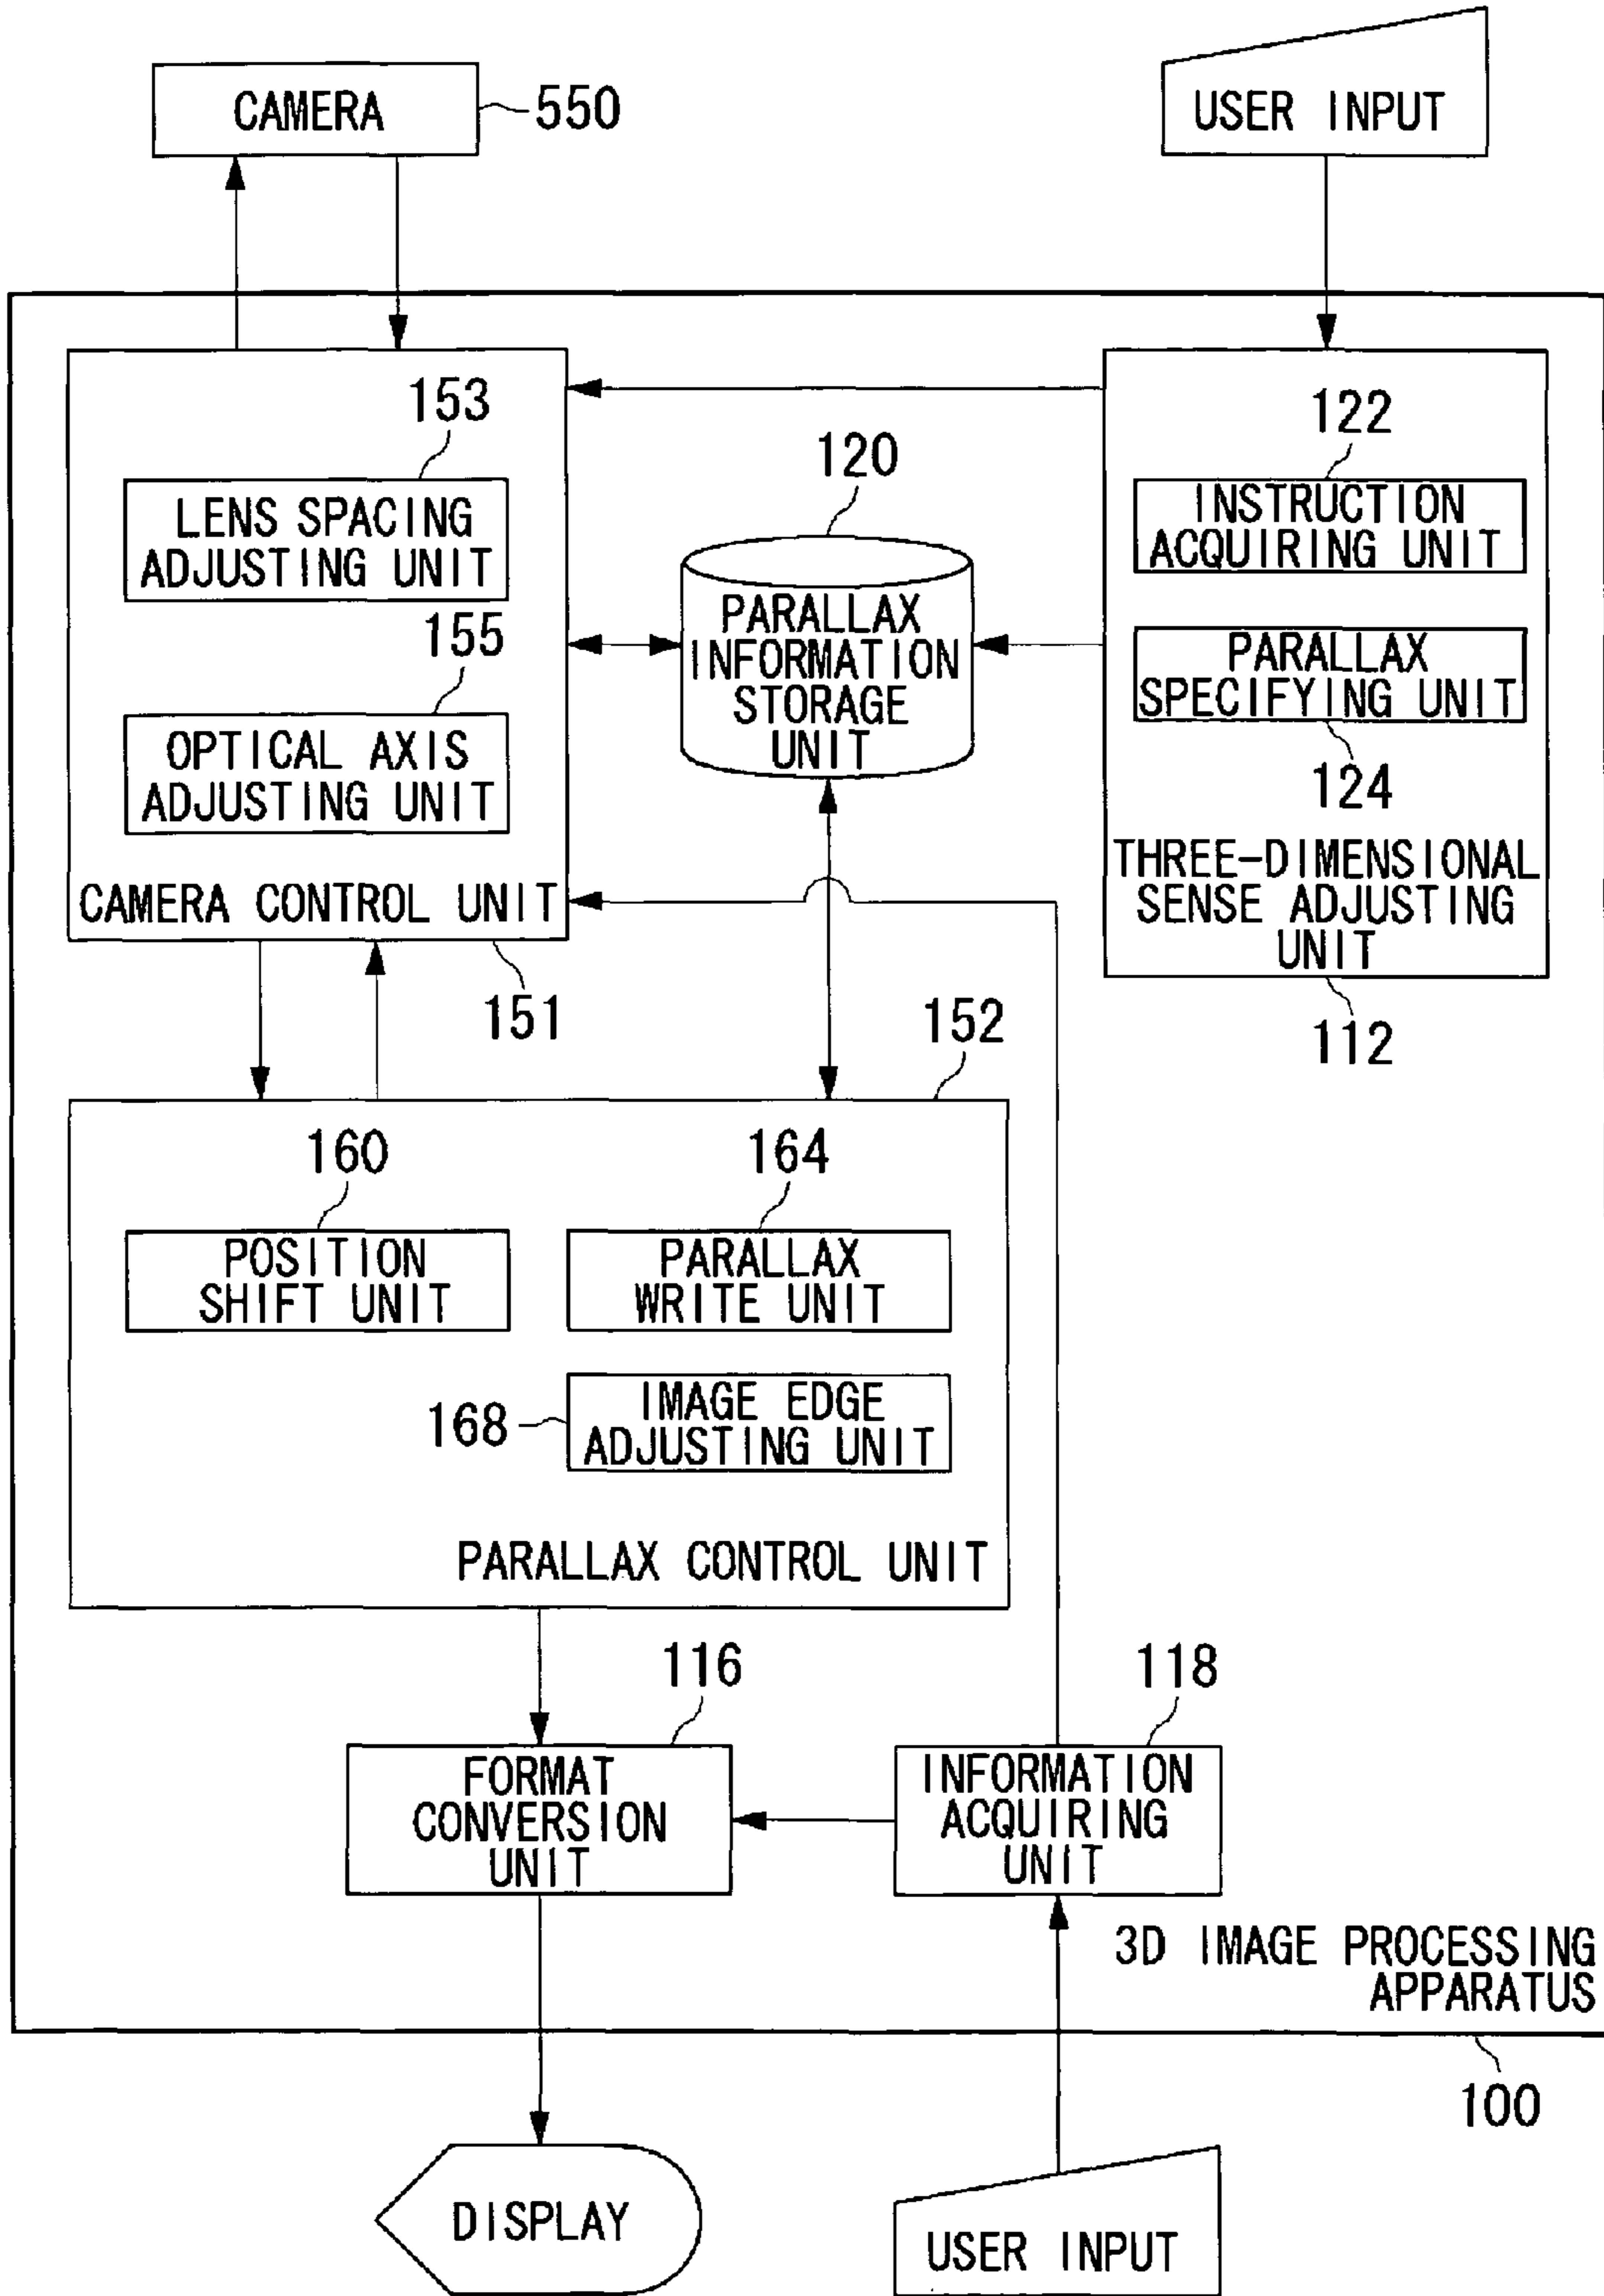 CAMERA
550
USER INPUT
153
LENS SPACING
ADJUSTING UNIT
155
OPTICAL AXIS
ADJUSTING UNIT
CAMERA CONTROL UNIT
151
120
PARALLAX
INFORMATION
STORAGE
UNIT
122
INSTRUCTION
ACQUIRING UNIT
PARALLAX
SPECIFYING UNIT
124
THREE-DIMENSIONAL
SENSE ADJUSTING
UNIT
112
152
160
POSITION
SHIFT UNIT
164
PARALLAX
WRITE UNIT
168
IMAGE EDGE
ADJUSTING UNIT
PARALLAX CONTROL UNIT
116
FORMAT
CONVERSION
UNIT
118
INFORMATION
ACQUIRING
UNIT
3D IMAGE PROCESSING
APPARATUS
100
DISPLAY
USER INPUT